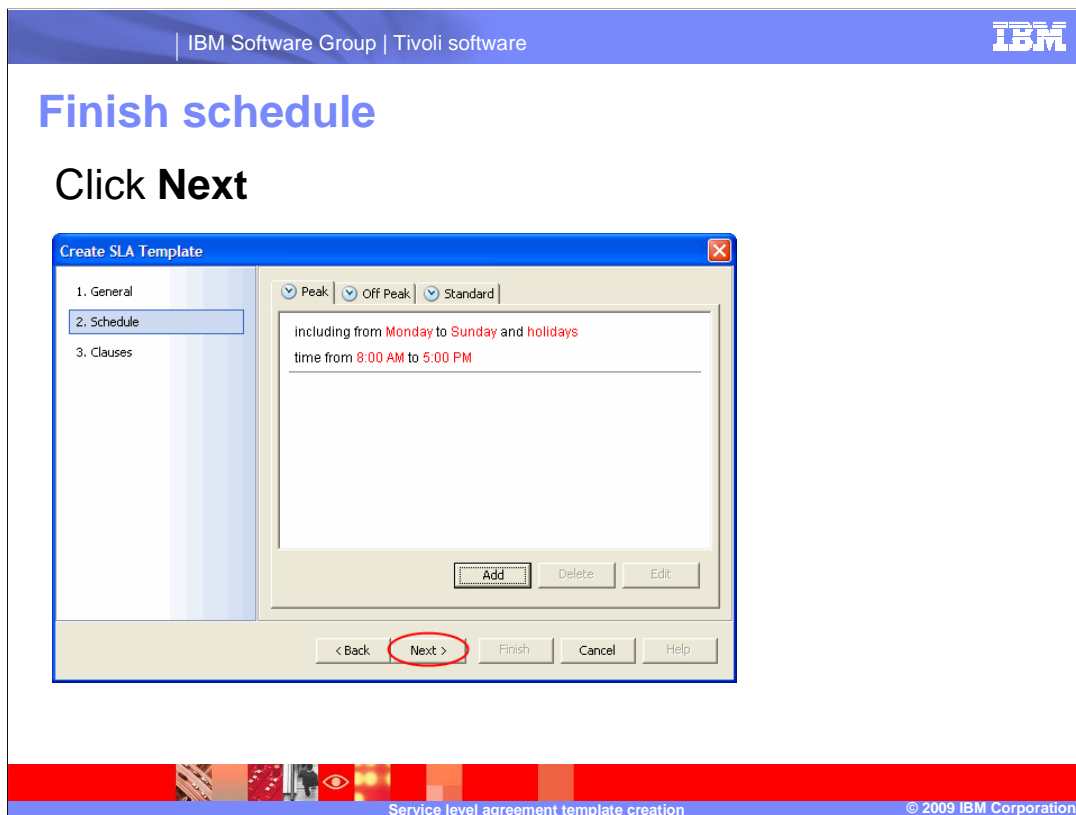 IBM Software Group | Tivoli software
IBM
Finish schedule
Click Next
Create SLA Template
1. General
2. Schedule
3. Clauses
Peak
Off Peak
Standard
including from Monday to Sunday and holidays
time from 8:00 AM to 5:00 PM
Add
Delete
Edit
< Back
Next >
Finish
Cancel
Help
Service level agreement template creation
© 2009 IBM Corporation